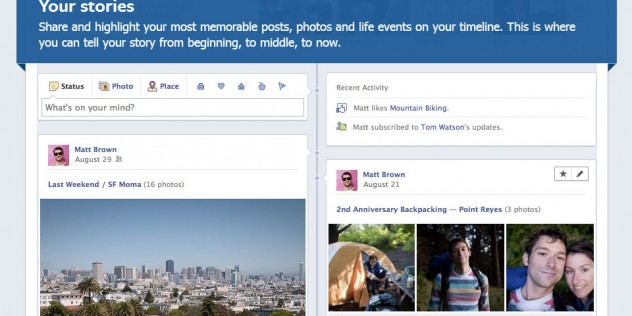 Your stories
Share and highlight your most memorable posts, photos and life events on your timeline. This is where
you can tell your story from beginning, to middle, to now.
Status Photo Place
What's on your mind?
Matt Brown
August 29
Last Weekend / SF Moma (16 photos)
Recent Activity
Matt likes Mountain Biking.
Matt subscribed to Tom Watson's updates.
Matt Brown
August 21
2nd Anniversary Backpacking — Point Reyes (3 photos)